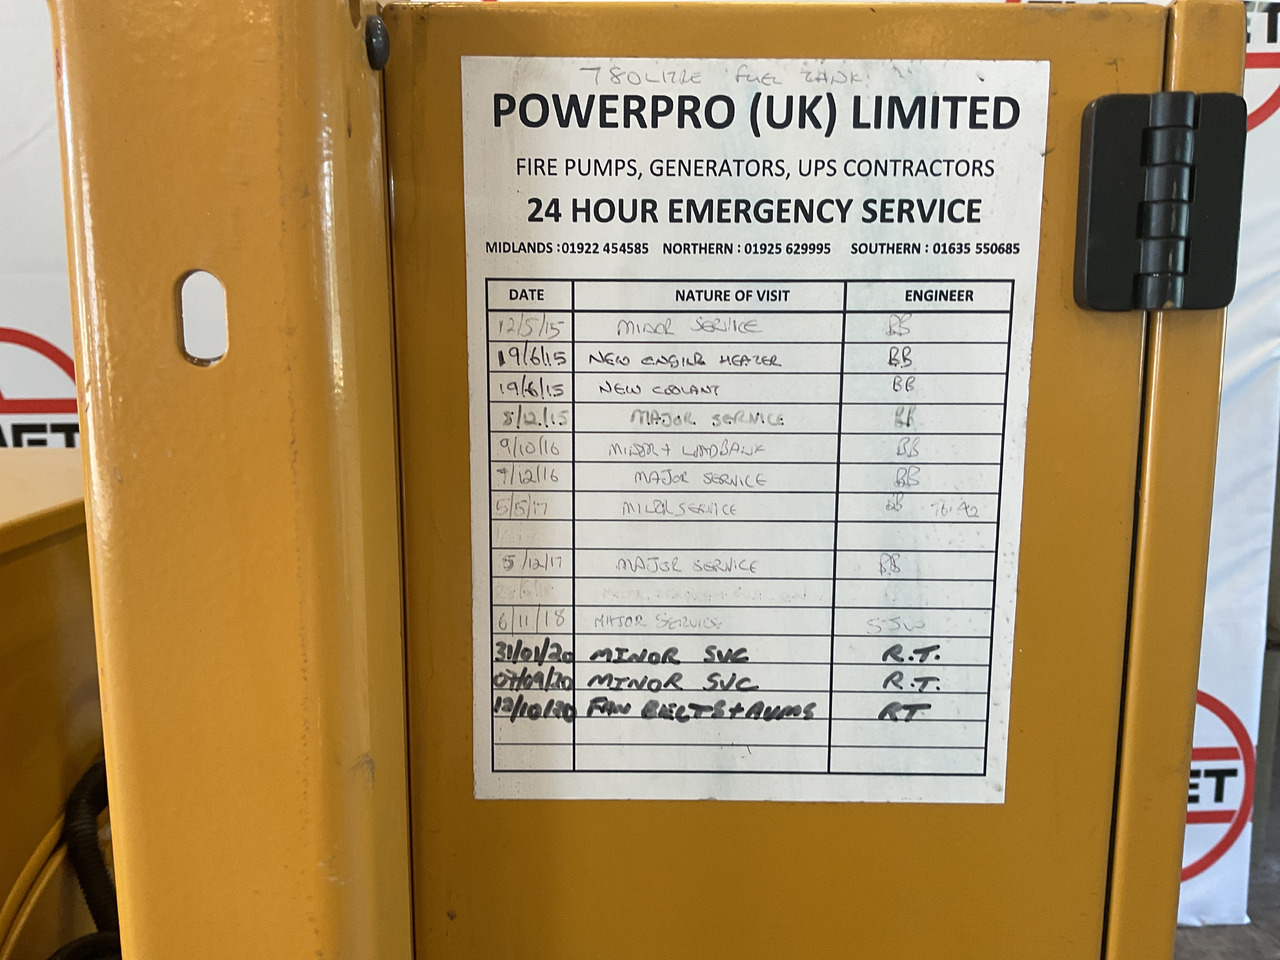 780 LITRE FUEL TANK
POWERPRO (UK) LIMITED
FIRE PUMPS, GENERATORS, UPS CONTRACTORS
24 HOUR EMERGENCY SERVICE
MIDLANDS : 01922 454585 NORTHERN : 01925 629995 SOUTHERN : 01635 550685
DATE NATURE OF VISIT ENGINEER
12/5/15 MINOR SERVICE BB
19/6/15 NEW ENGINE HEATER BB
19/6/15 NEW COOLANT BB
8/12/15 MAJOR SERVICE BB
9/10/16 MINOR + LOADBANK BB
7/12/16 MAJOR SERVICE BB
5/5/17 MINOR SERVICE BB
5/12/17 MAJOR SERVICE BB
6/11/18 MAJOR SERVICE
31/01/20 MINOR SVC R.T.
07/09/20 MINOR SVC R.T.
12/10/20 FAN BELTS + RT
ET
ET